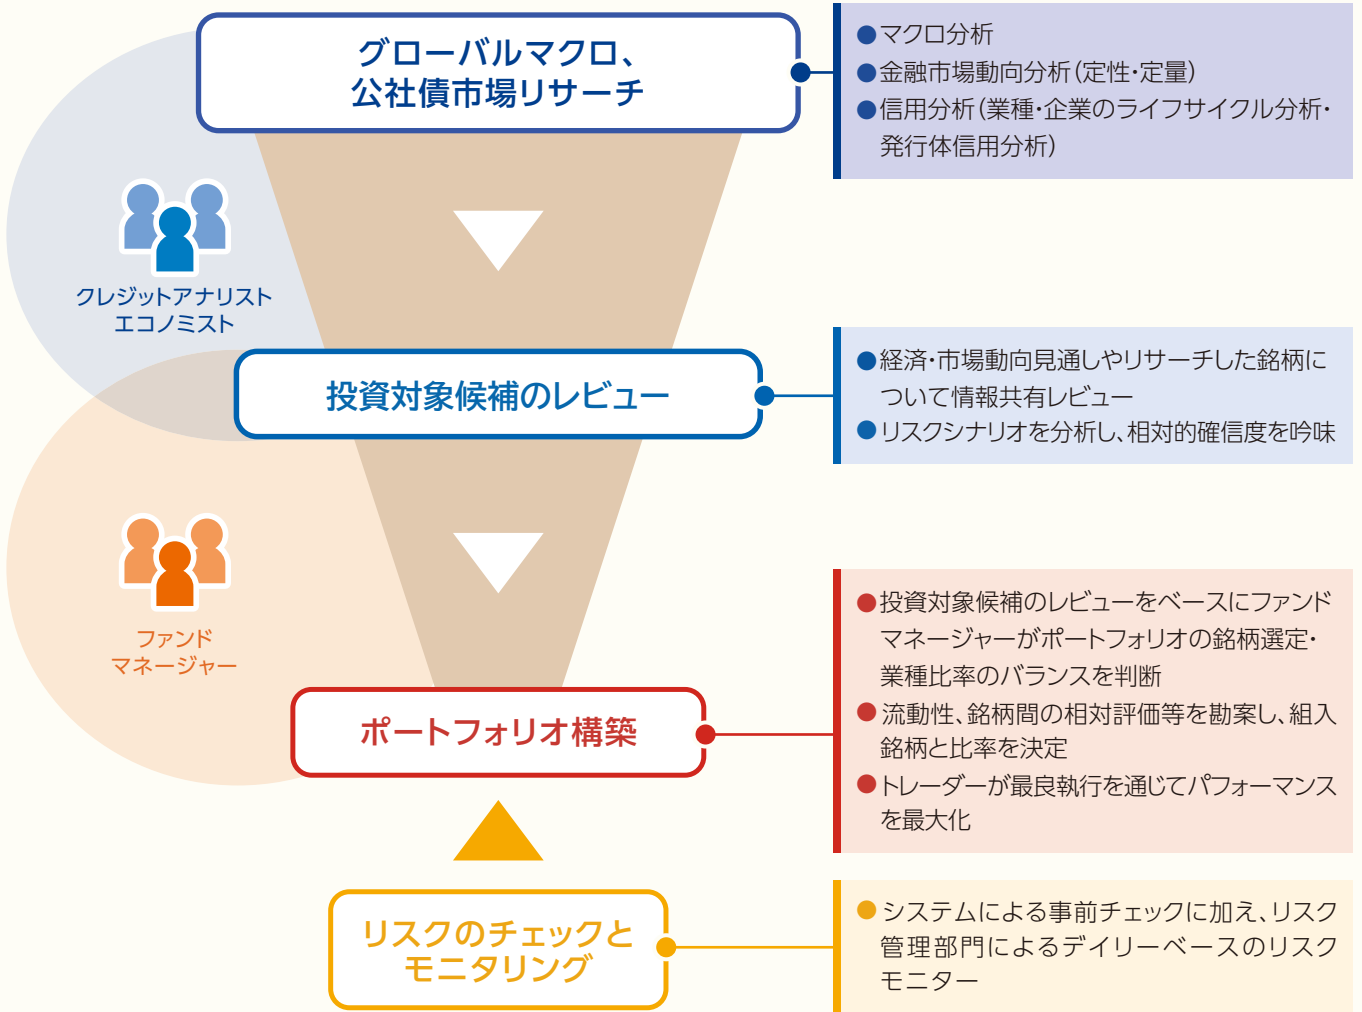 グローバルマクロ、
公社債市場リサーチ
●マクロ分析
●金融市場動向分析(定性・定量)
●信用分析(業種・企業のライフサイクル分析・
発行体信用分析)
クレジットアナリスト
エコノミスト
投資対象候補のレビュー
●経済・市場動向見通しやリサーチした銘柄に
ついて情報共有レビュー
●リスクシナリオを分析し、相対的確信度を吟味
ファンド
マネージャー
ポートフォリオ構築
●投資対象候補のレビューをベースにファンド
マネージャーがポートフォリオの銘柄選定・
業種比率のバランスを判断
●流動性、銘柄間の相対評価等を勘案し、組入
銘柄と比率を決定
●トレーダーが最良執行を通じてパフォーマンス
を最大化
リスクのチェックと
モニタリング
●システムによる事前チェックに加え、リスク
管理部門によるデイリーベースのリスク
モニター